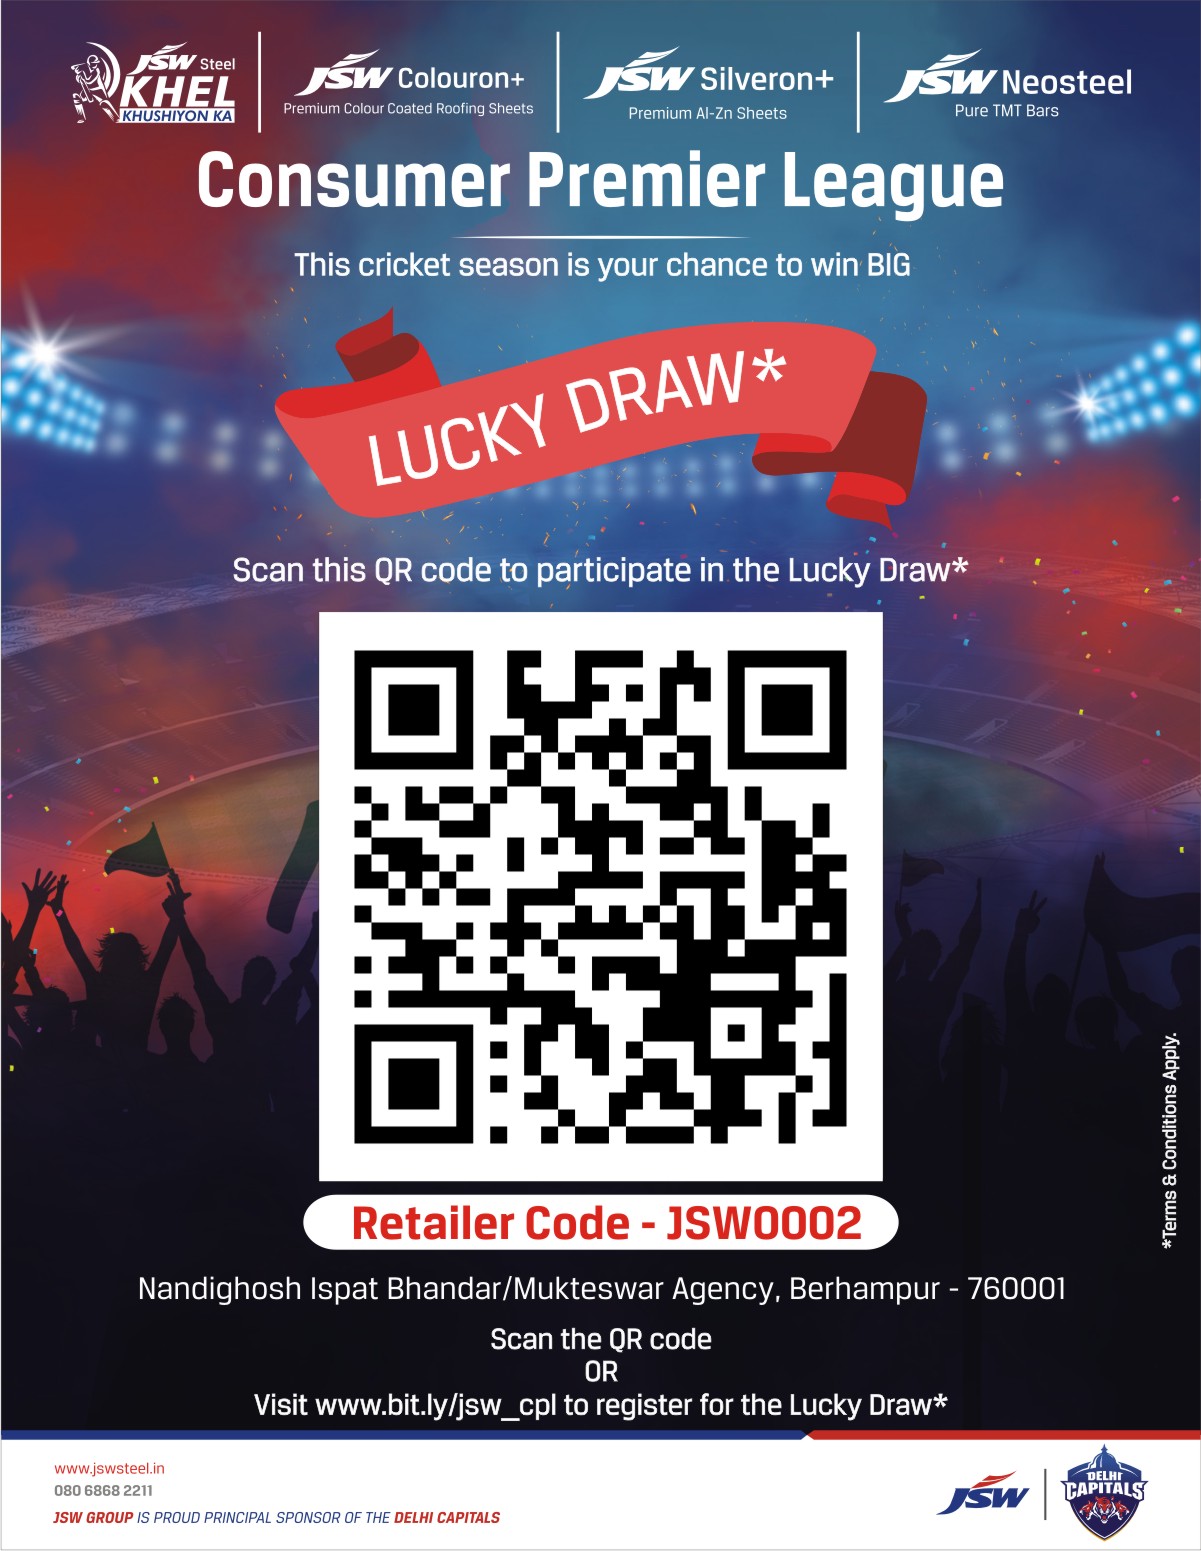 JSW Steel
KHEL
KHUSHIYON KA
JSW Colouron+
Premium Colour Coated Roofing Sheets
JSW Silveron+
Premium Al-Zn Sheets
JSW Neosteel
Pure TMT Bars
Consumer Premier League
This cricket season is your chance to win BIG
LUCKY DRAW*
Scan this QR code to participate in the Lucky Draw*
Retailer Code - JSW0002
Nandighosh Ispat Bhandar/Mukteswar Agency, Berhampur - 760001
Scan the QR code
OR
Visit www.bit.ly/jsw_cpl to register for the Lucky Draw*
*Terms & Conditions Apply.
www.jswsteel.in
080 6868 2211
JSW GROUP IS PROUD PRINCIPAL SPONSOR OF THE DELHI CAPITALS
JSW
DELHI
CAPITALS